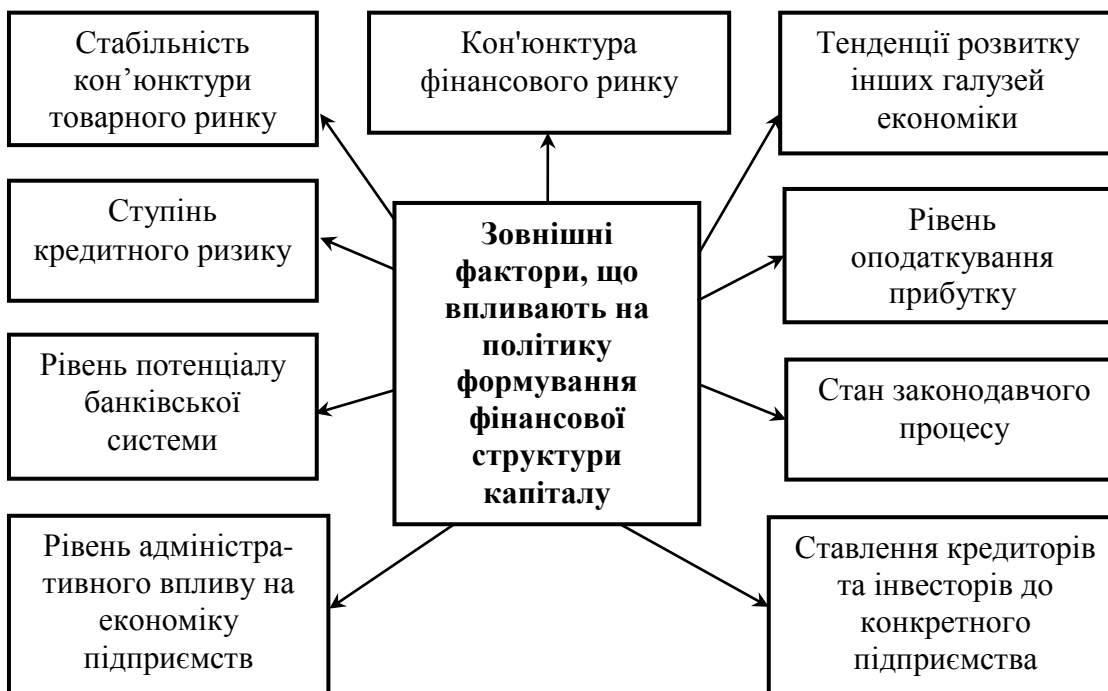 Стабільність
кон’юнктури
товарного ринку
Кон'юнктура
фінансового ринку
Тенденції розвитку
інших галузей
економіки
Ступінь
кредитного ризику
Зовнішні
фактори, що
впливають на
політику
формування
фінансової
структури
капіталу
Рівень
оподаткування
прибутку
Рівень потенціалу
банківської
системи
Стан законодавчого
процесу
Рівень адміністра-
тивного впливу на
економіку
підприємств
Ставлення кредиторів
та інвесторів до
конкретного
підприємства